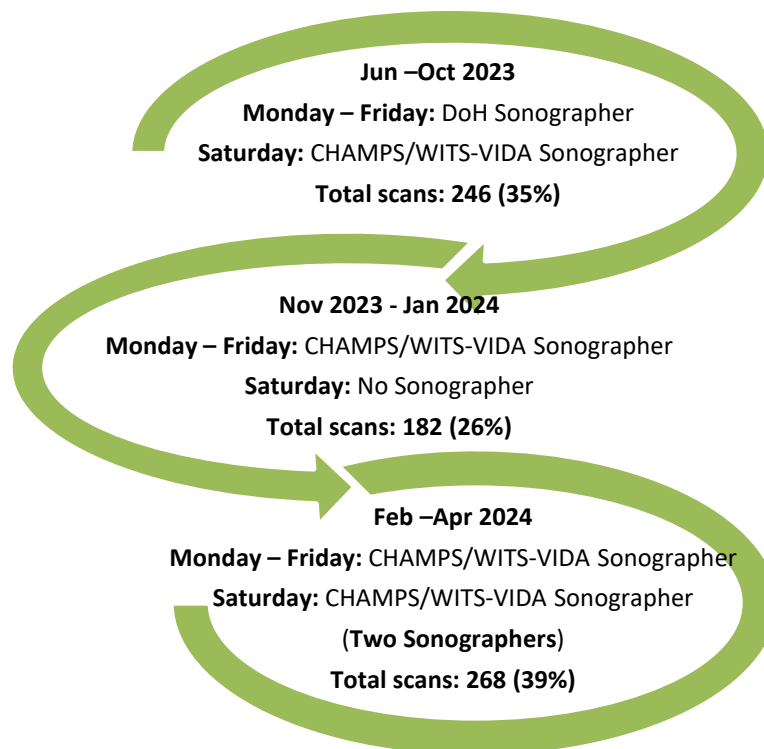 Jun –Oct 2023
Monday – Friday: DoH Sonographer
Saturday: CHAMPS/WITS-VIDA Sonographer
Total scans: 246 (35%)
Nov 2023 - Jan 2024
Monday – Friday: CHAMPS/WITS-VIDA Sonographer
Saturday: No Sonographer
Total scans: 182 (26%)
Feb –Apr 2024
Monday – Friday: CHAMPS/WITS-VIDA Sonographer
Saturday: CHAMPS/WITS-VIDA Sonographer
(Two Sonographers)
Total scans: 268 (39%)